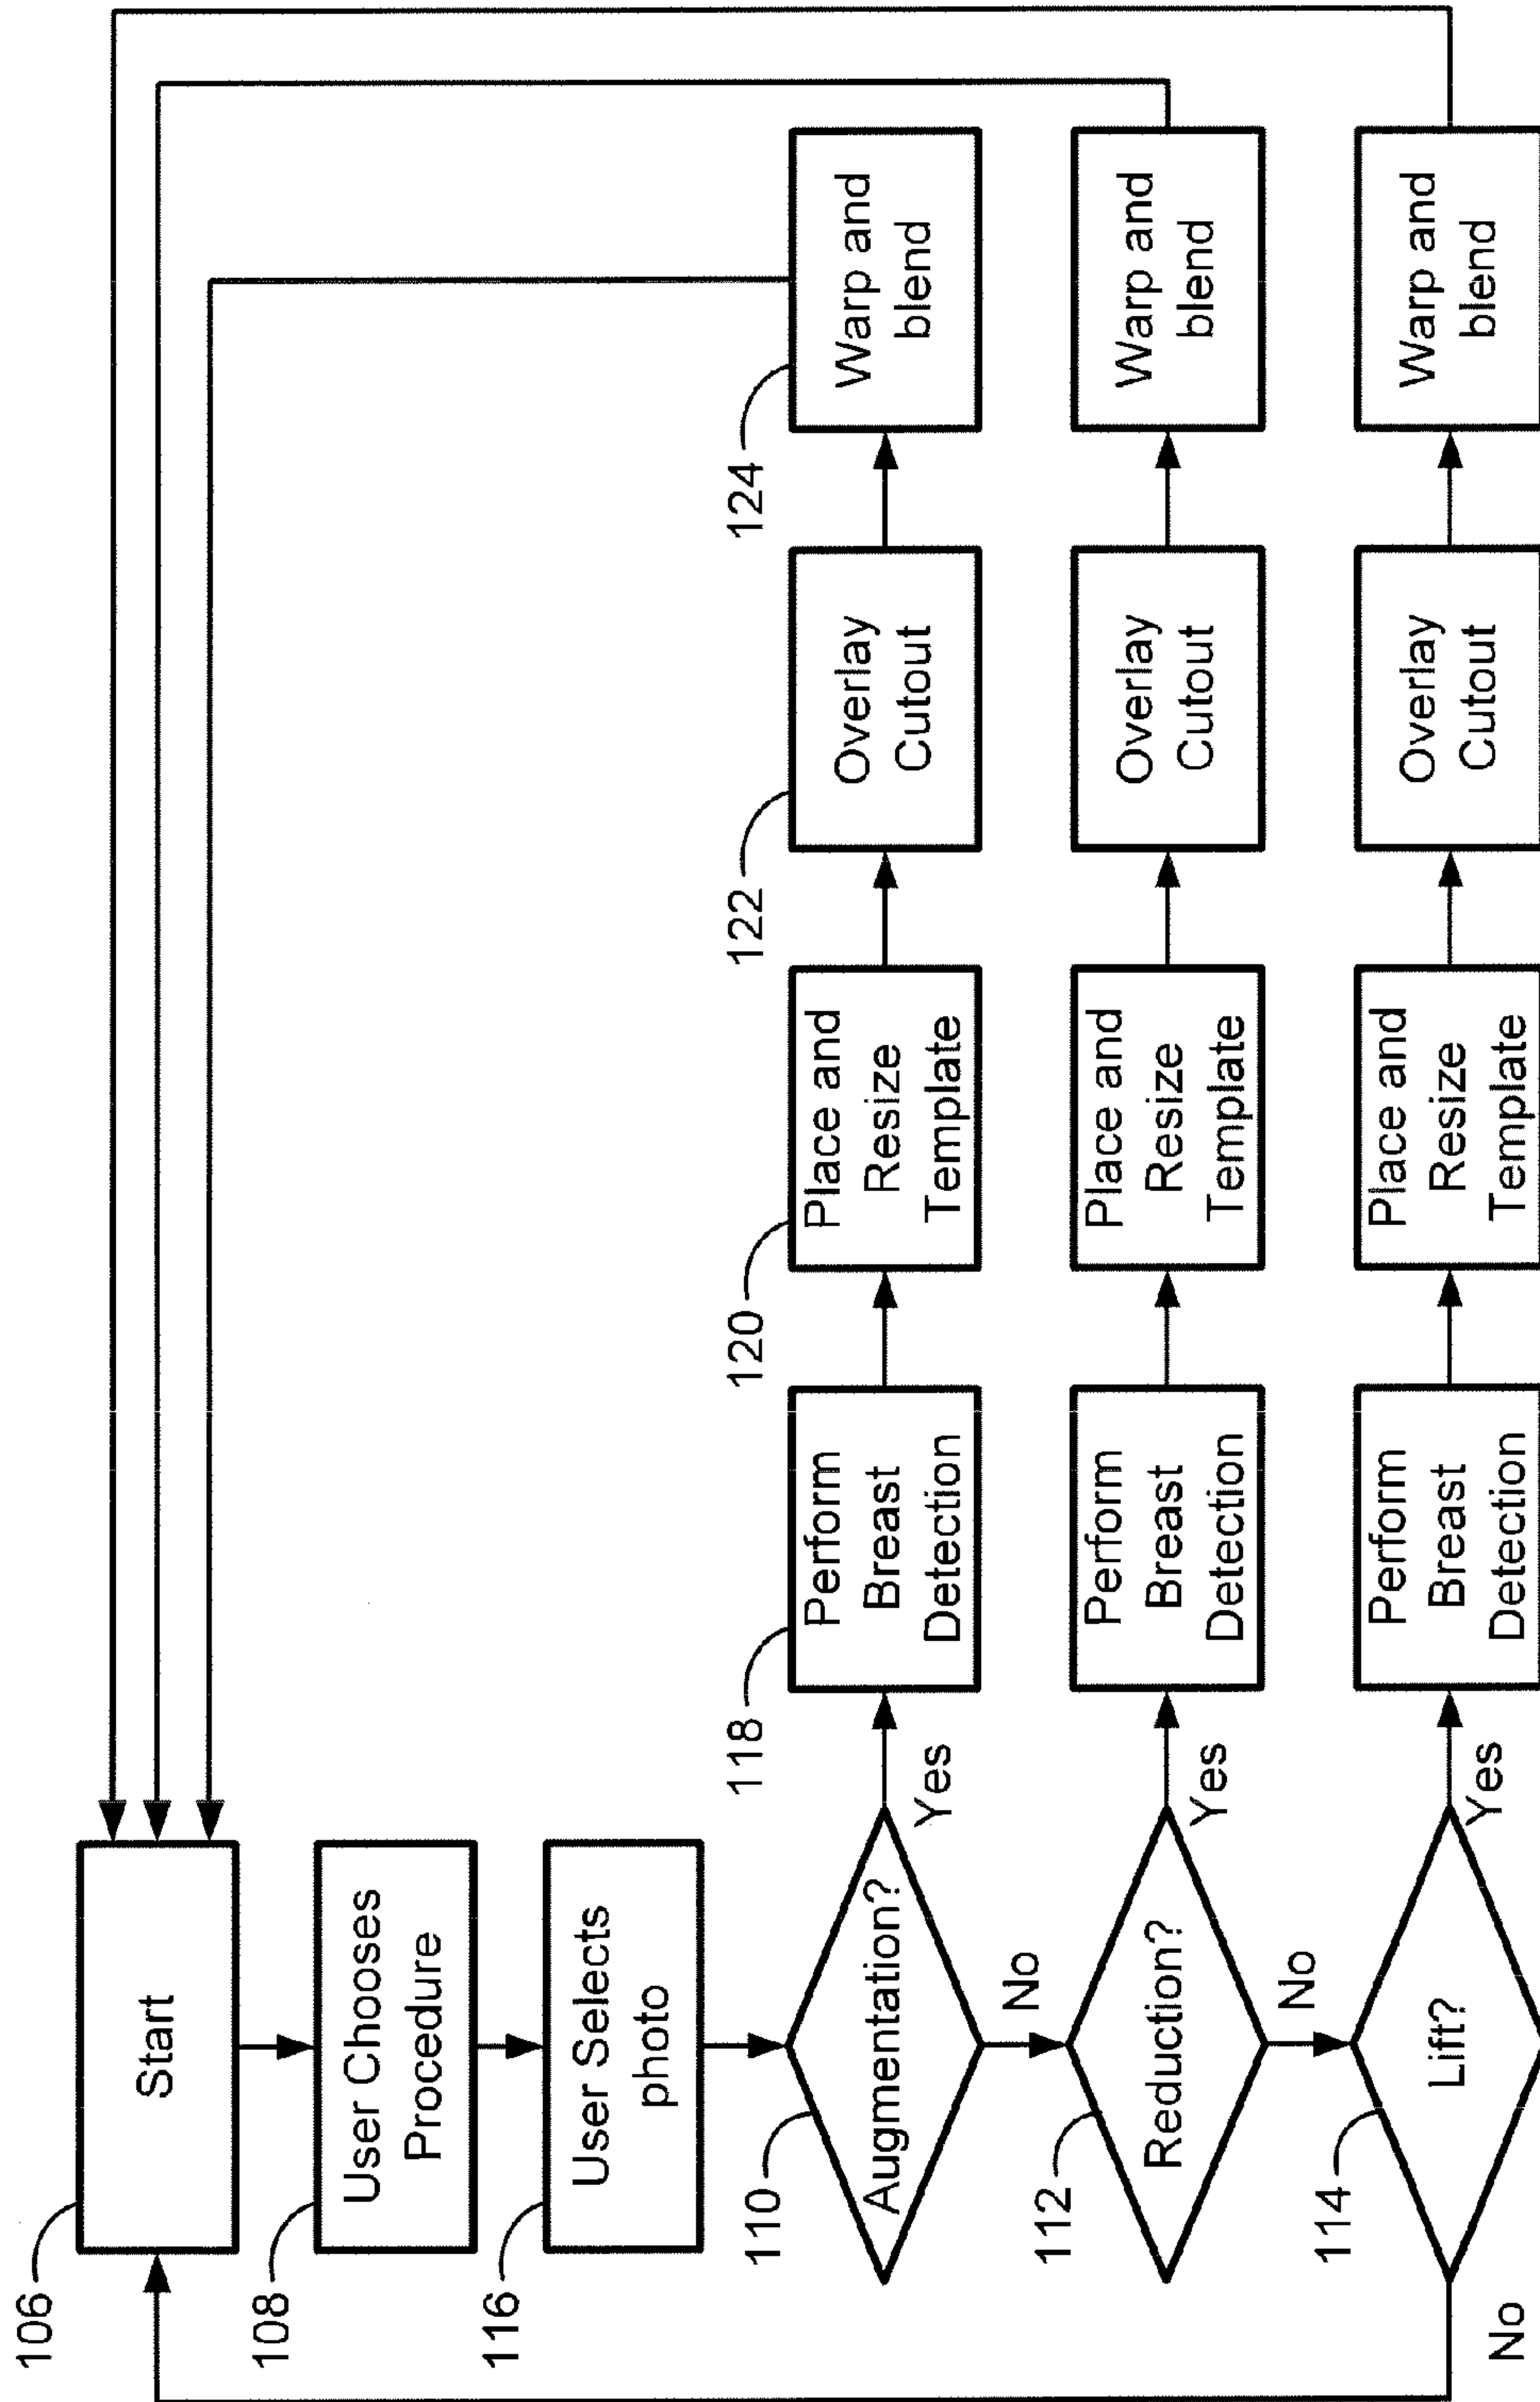 106
Start
108
User Chooses
Procedure
116
User Selects
photo
110
Augmentation?
Yes
118
Perform
Breast
Detection
120
Place and
Resize
Template
122
Overlay
Cutout
124
Warp and
blend
No
112
Reduction?
Yes
Perform
Breast
Detection
Place and
Resize
Template
Overlay
Cutout
Warp and
blend
No
114
Lift?
Yes
Perform
Breast
Detection
Place and
Resize
Template
Overlay
Cutout
Warp and
blend
No